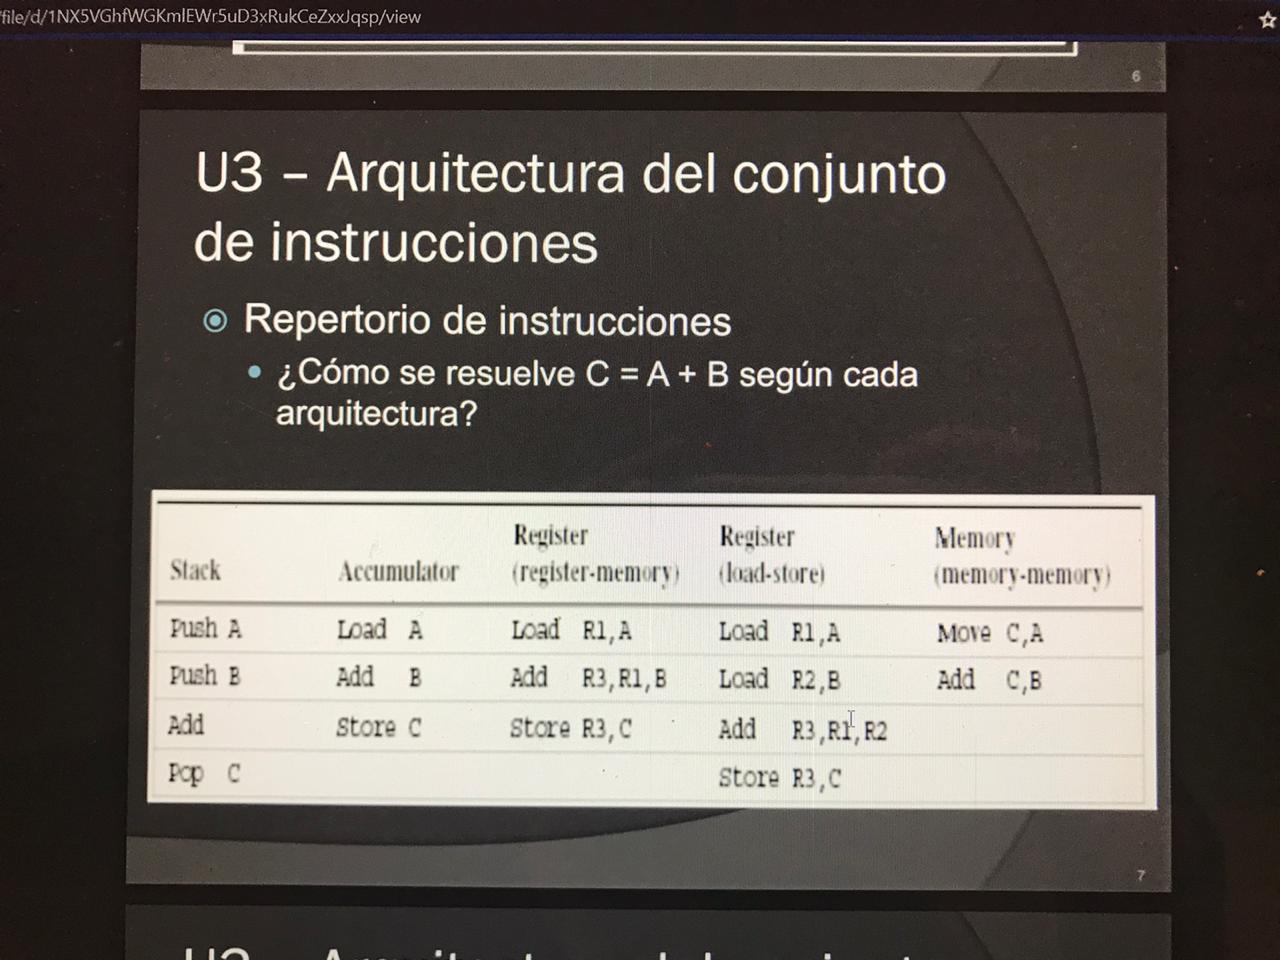 /file/d/1NX5VGhfWGKmlEWr5uD3xRukCeZxxJqsp/view
6
U3 – Arquitectura del conjunto
de instrucciones
Repertorio de instrucciones
¿Cómo se resuelve C = A + B según cada
arquitectura?
Stack Accumulator Register (register-memory) Register (load-store) Memory (memory-memory)
Push A Load A Load R1,A Load R1,A Move C,A
Push B Add B Add R3,R1,B Load R2,B Add C,B
Add Store C Store R3,C Add R3,R1,R2
Pop C Store R3,C
7